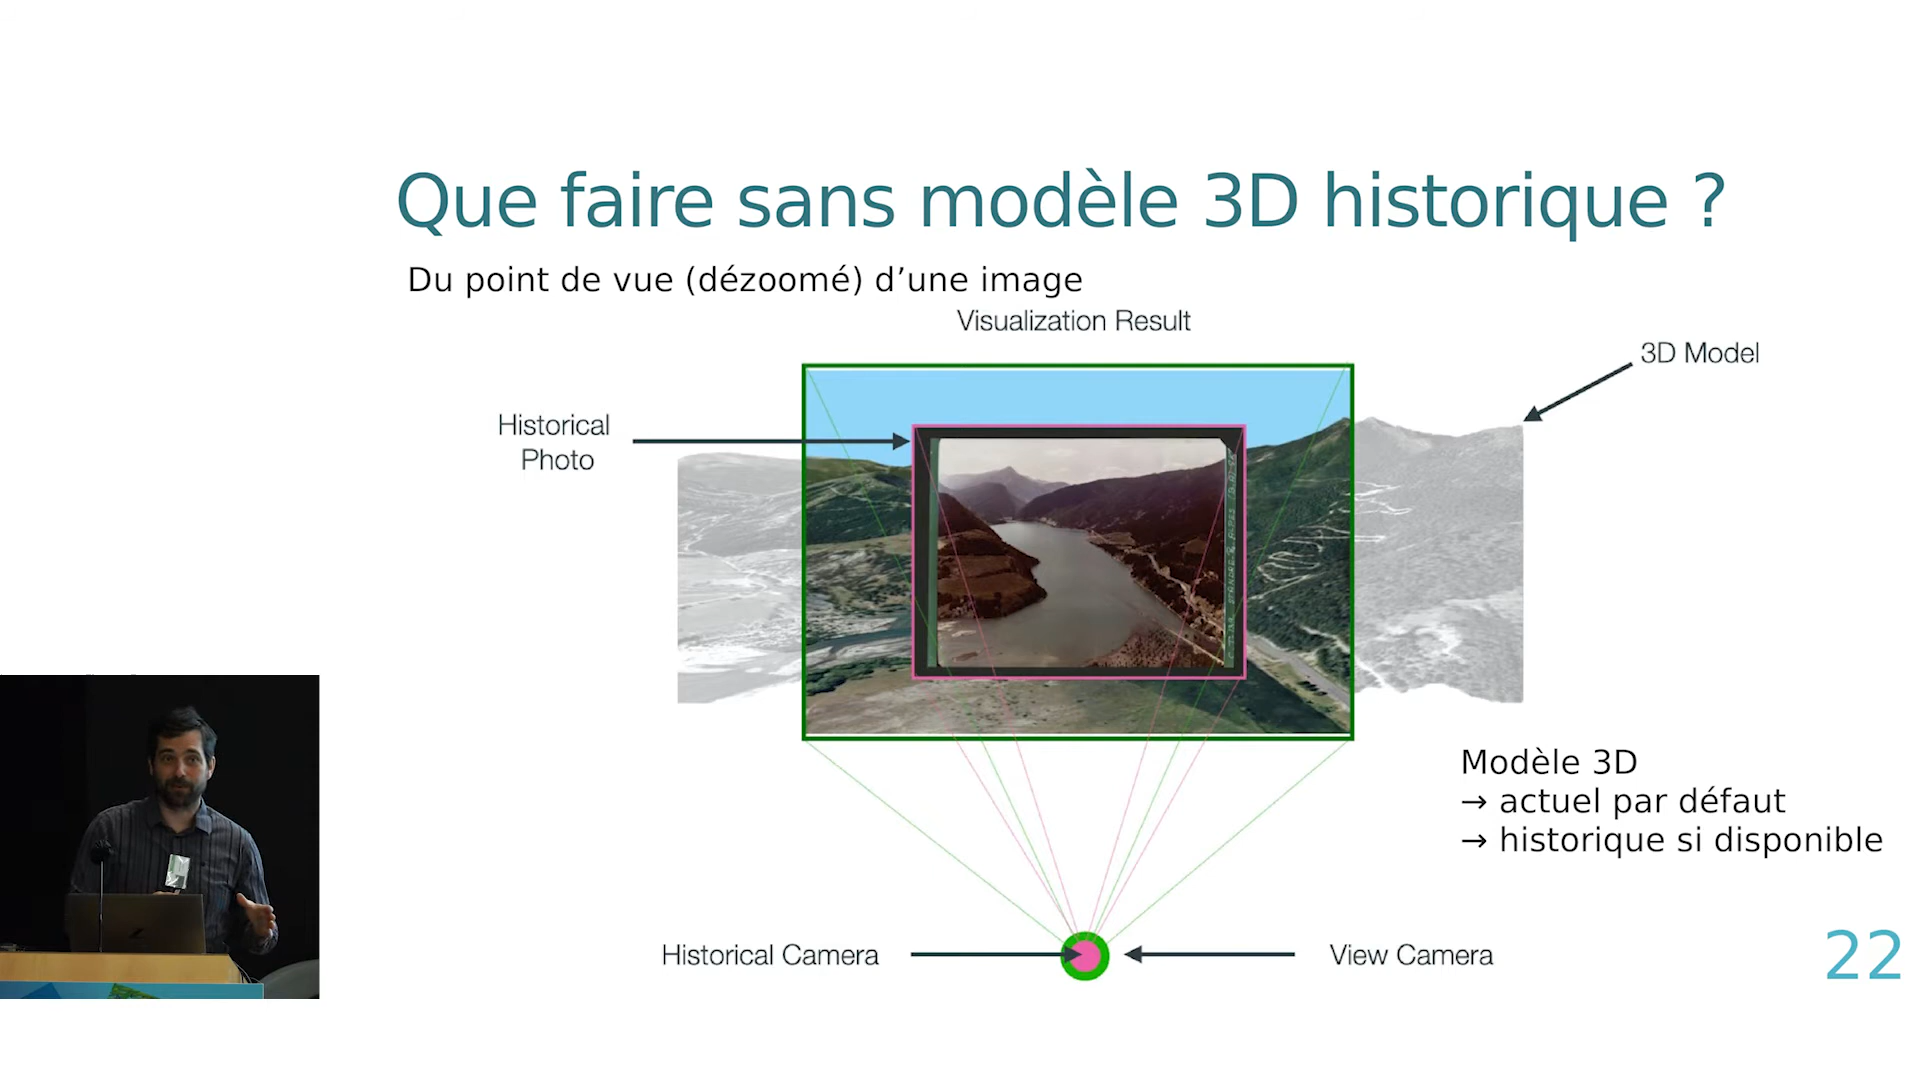 Que faire sans modèle 3D historique ?
Du point de vue (dézoomé) d’une image
Visualization Result
3D Model
Historical
Photo
Modèle 3D
→ actuel par défaut
→ historique si disponible
Historical Camera
View Camera
22